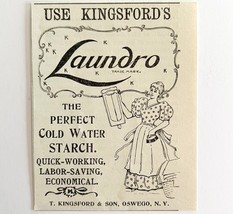 USE KINGSFORD'S
Laundro
TRADE MARK.
THE
PERFECT
COLD WATER
STARCH.
QUICK-WORKING,
LABOR-SAVING,
ECONOMICAL.
T. KINGSFORD & SON, OSWEGO, N. Y.